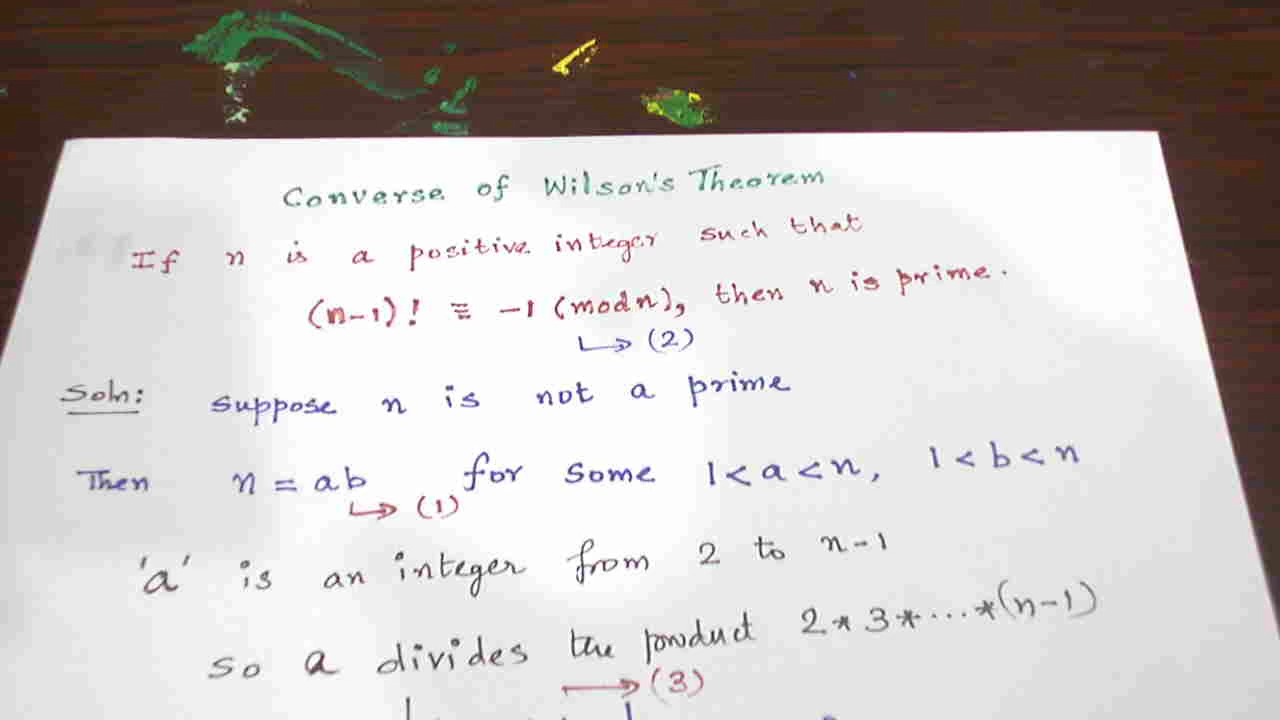 Converse of Wilson's Theorem
If n is a positive integer such that
(n-1)! ≡ -1 (mod n), then n is prime.
↳ (2)
Soln: Suppose n is not a prime
Then n = ab for some 1 < a < n, 1 < b < n
↳ (1)
'a' is an integer from 2 to n-1
So a divides the product 2 * 3 * ... * (n-1)
→ (3)